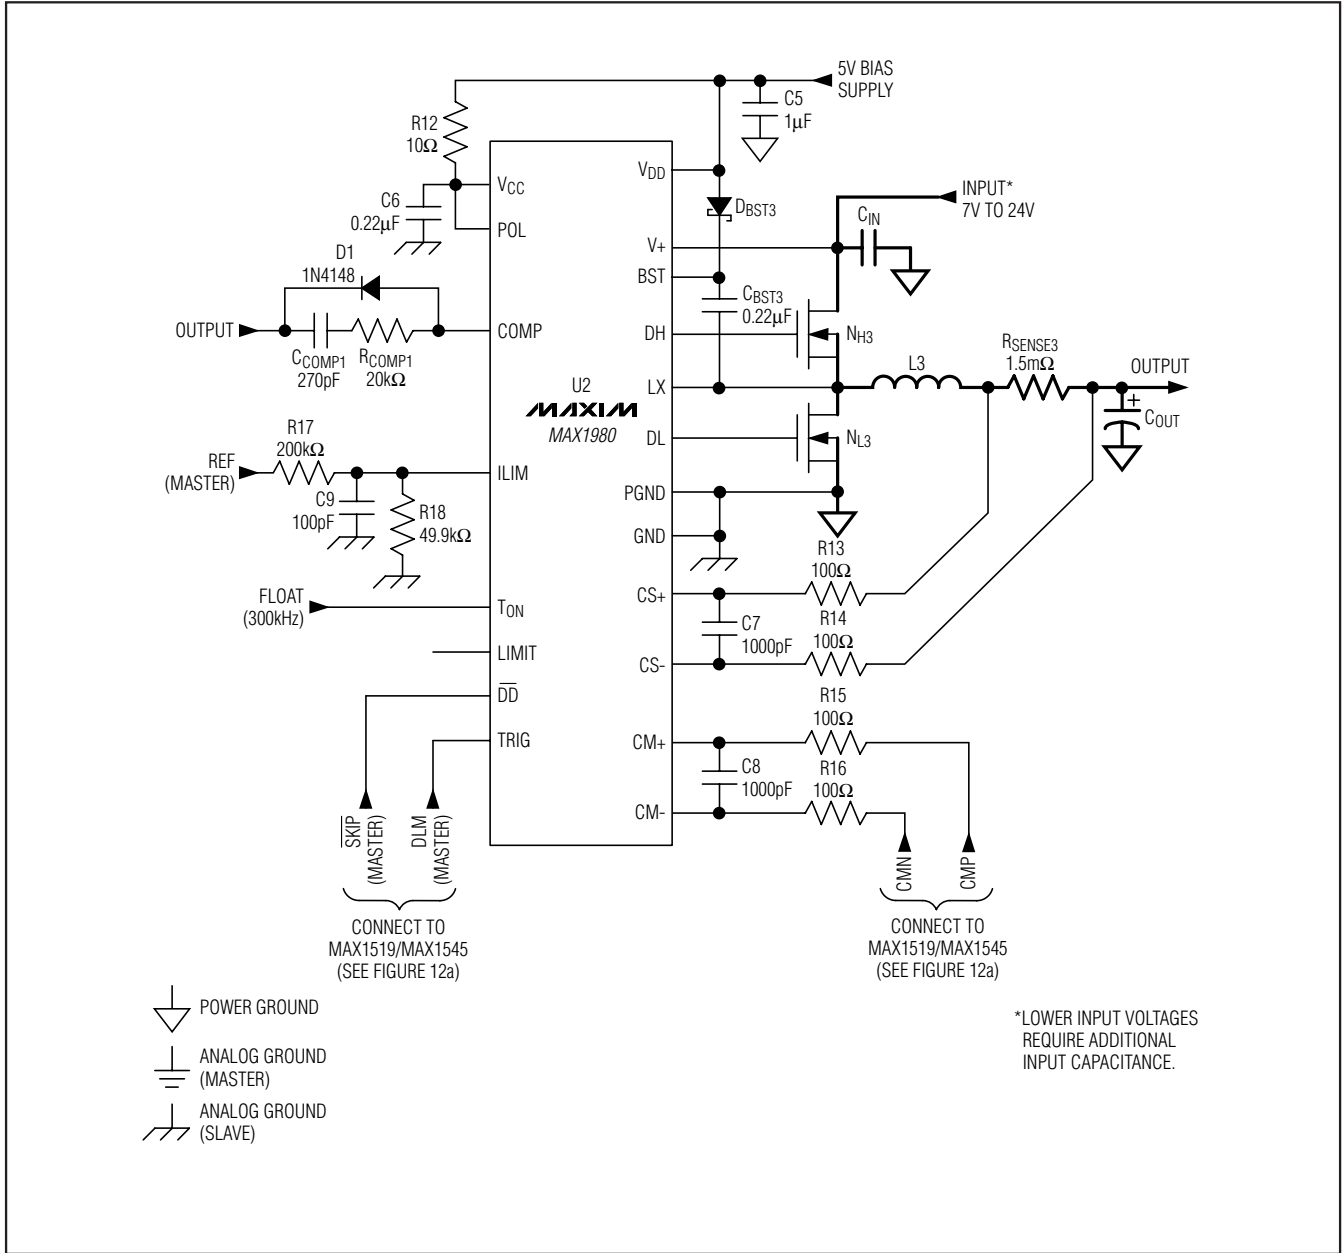 5V BIAS
SUPPLY
C5
1µF
R12
10Ω
C6
0.22µF
VCC
POL
VDD
DBST3
INPUT*
7V TO 24V
CIN
V+
BST
CBST3
0.22µF
D1
1N4148
OUTPUT
CCOMP1
270pF
RCOMP1
20kΩ
COMP
DH
NH3
LX
L3
RSENSE3
1.5mΩ
OUTPUT
+
COUT
U2
MAXIM
MAX1980
DL
NL3
R17
200kΩ
REF
(MASTER)
C9
100pF
R18
49.9kΩ
ILIM
PGND
GND
R13
100Ω
CS+
C7
1000pF
R14
100Ω
CS-
FLOAT
(300kHz)
TON
LIMIT
DD
TRIG
R15
100Ω
CM+
C8
1000pF
R16
100Ω
CM-
SKIP
(MASTER)
DLM
(MASTER)
CMN
CMP
CONNECT TO
MAX1519/MAX1545
(SEE FIGURE 12a)
CONNECT TO
MAX1519/MAX1545
(SEE FIGURE 12a)
POWER GROUND
ANALOG GROUND
(MASTER)
ANALOG GROUND
(SLAVE)
*LOWER INPUT VOLTAGES
REQUIRE ADDITIONAL
INPUT CAPACITANCE.